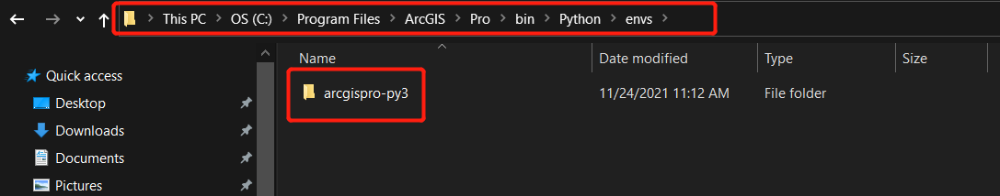 This PC > OS (C:) > Program Files > ArcGIS > Pro > bin > Python > envs >
Name Date modified Type Size
Quick access
arcgispro-py3 11/24/2021 11:12 AM File folder
Desktop
Downloads
Documents
Pictures